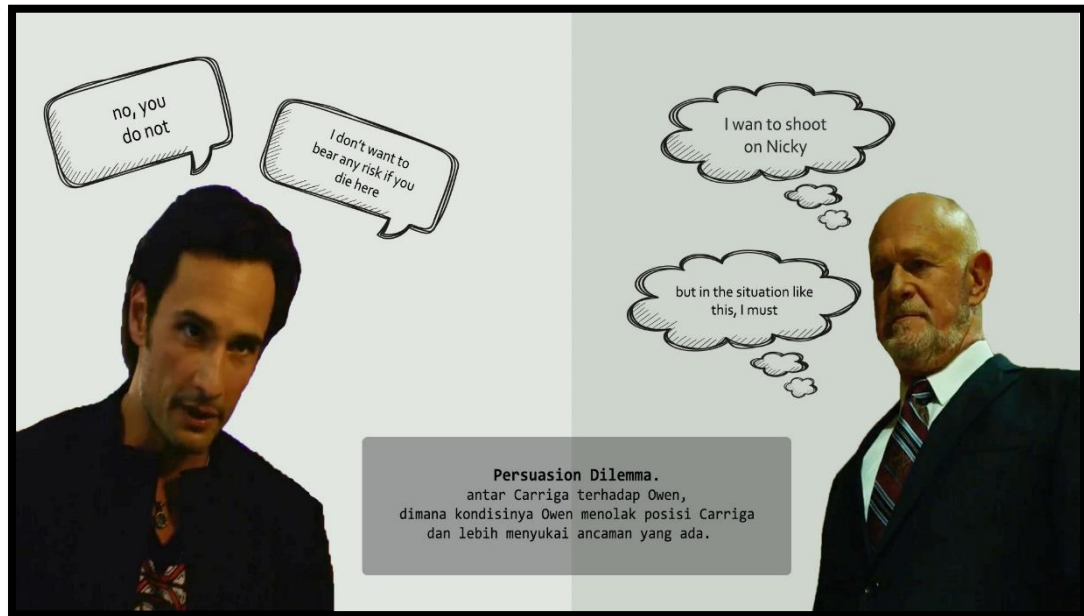 no, you
do not
I don't want to
bear any risk if you
die here
I wan to shoot
on Nicky
but in the situation like
this, I must
Persuasion Dilemma.
antar Carriga terhadap Owen,
dimana kondisinya Owen menolak posisi Carriga
dan lebih menyukai ancaman yang ada.